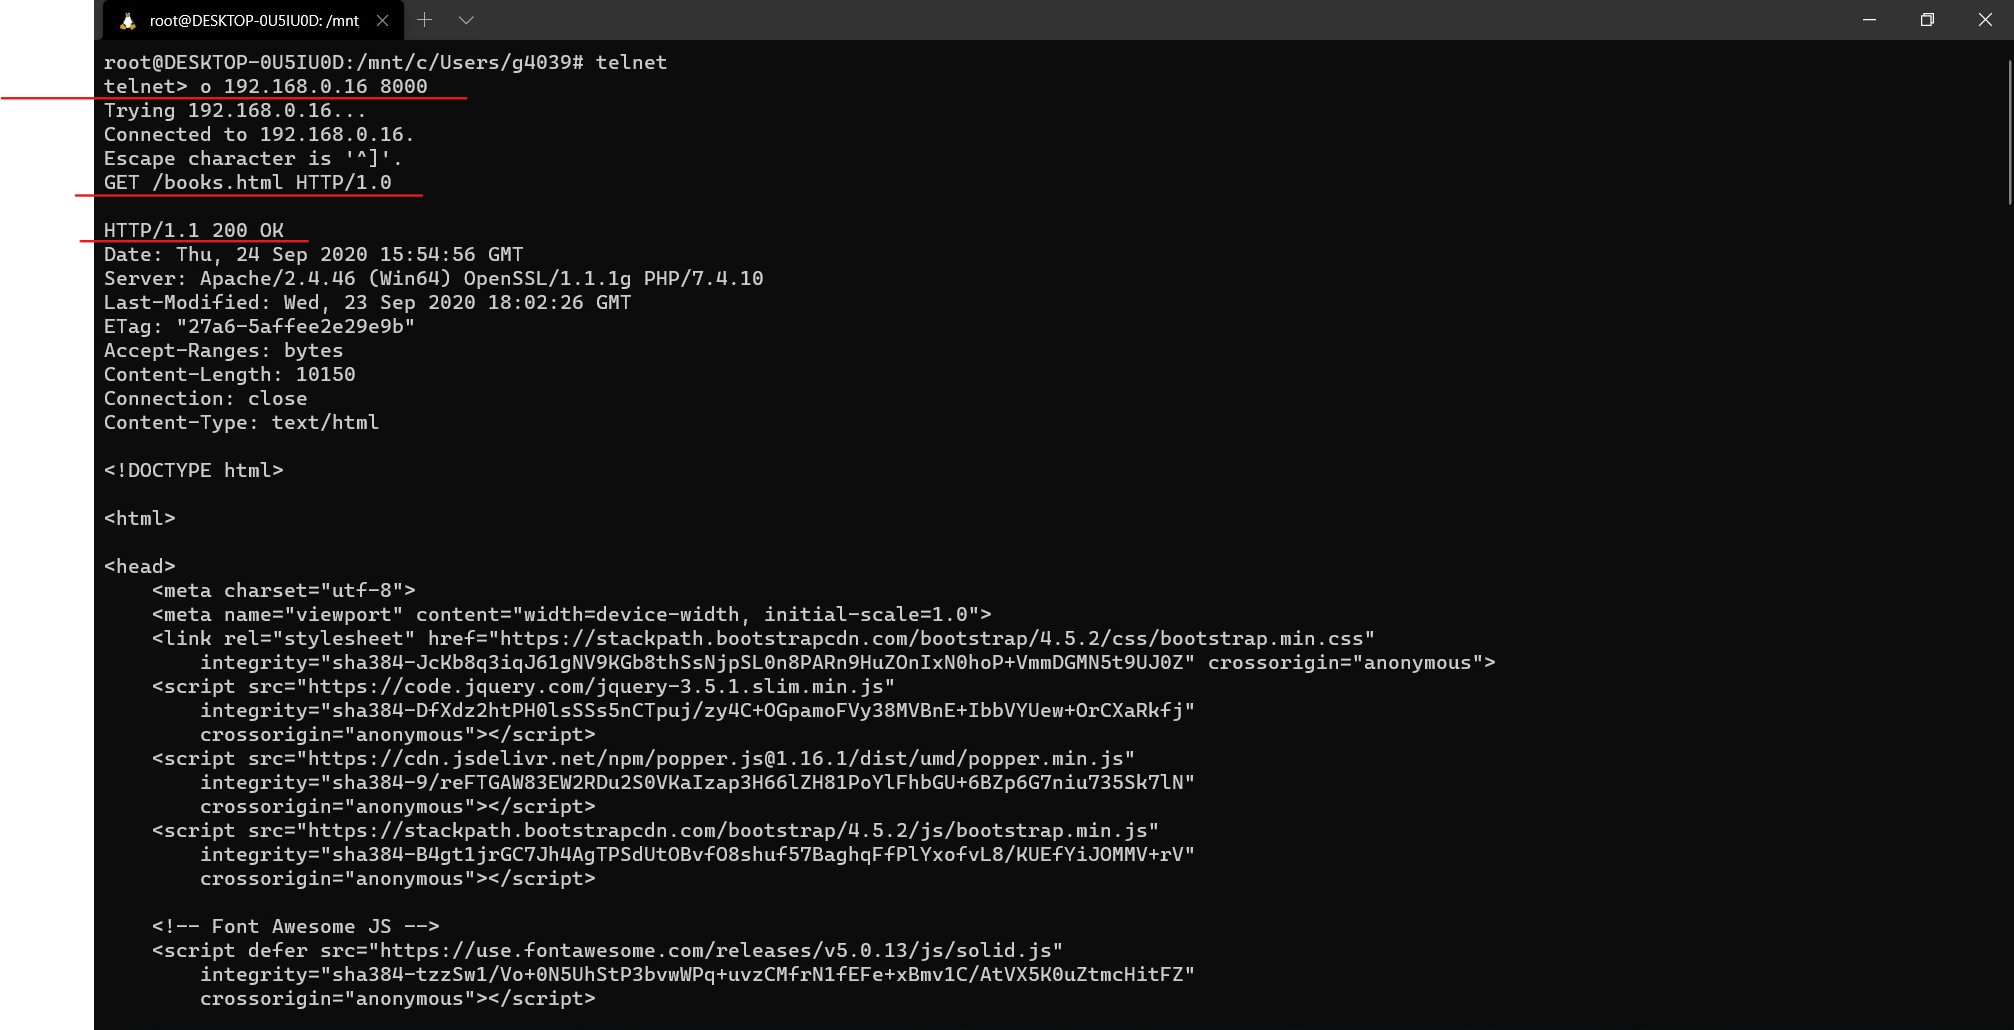 root@DESKTOP-0U5IU0D: /mnt
root@DESKTOP-0U5IU0D:/mnt/c/Users/g4039# telnet
telnet> o 192.168.0.16 8000
Trying 192.168.0.16...
Connected to 192.168.0.16.
Escape character is '^]'.
GET /books.html HTTP/1.0

HTTP/1.1 200 OK
Date: Thu, 24 Sep 2020 15:54:56 GMT
Server: Apache/2.4.46 (Win64) OpenSSL/1.1.1g PHP/7.4.10
Last-Modified: Wed, 23 Sep 2020 18:02:26 GMT
ETag: "27a6-5affee2e29e9b"
Accept-Ranges: bytes
Content-Length: 10150
Connection: close
Content-Type: text/html

<!DOCTYPE html>

<html>

<head>
    <meta charset="utf-8">
    <meta name="viewport" content="width=device-width, initial-scale=1.0">
    <link rel="stylesheet" href="https://stackpath.bootstrapcdn.com/bootstrap/4.5.2/css/bootstrap.min.css"
        integrity="sha384-JcKb8q3iqJ61gNV9KGb8thSsNjpSL0n8PARn9HuZOnIxN0hoP+VmmDGMN5t9UJ0Z" crossorigin="anonymous">
    <script src="https://code.jquery.com/jquery-3.5.1.slim.min.js"
        integrity="sha384-DfXdz2htPH0lsSSs5nCTpuj/zy4C+OGpamoFVy38MVBnE+IbbVYUew+OrCXaRkfj"
        crossorigin="anonymous"></script>
    <script src="https://cdn.jsdelivr.net/npm/popper.js@1.16.1/dist/umd/popper.min.js"
        integrity="sha384-9/reFTGAW83EW2RDu2S0VKaIzap3H66lZH81PoYlFhbGU+6BZp6G7niu735Sk7lN"
        crossorigin="anonymous"></script>
    <script src="https://stackpath.bootstrapcdn.com/bootstrap/4.5.2/js/bootstrap.min.js"
        integrity="sha384-B4gt1jrGC7Jh4AgTPSdUtOBvfO8shuf57BaghqFfPlYxofvL8/KUEfYiJOMMV+rV"
        crossorigin="anonymous"></script>

    <!-- Font Awesome JS -->
    <script defer src="https://use.fontawesome.com/releases/v5.0.13/js/solid.js"
        integrity="sha384-tzzSw1/Vo+0N5UhStP3bvwWPq+uvzCMfrN1fEFe+xBmv1C/AtVX5K0uZtmcHitFZ"
        crossorigin="anonymous"></script>